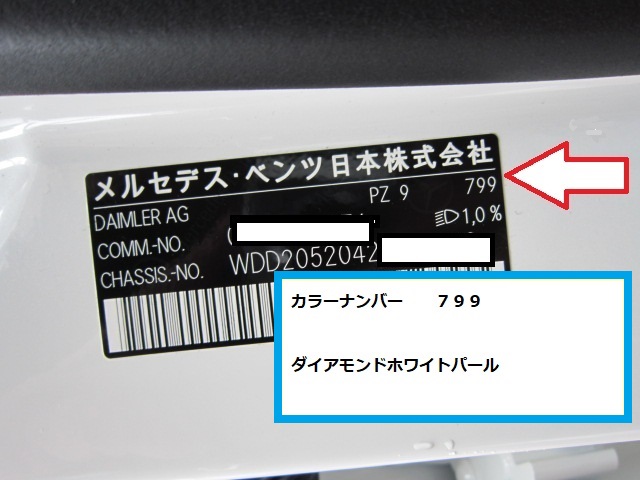 メルセデス・ベンツ日本株式会社
DAIMLER AG PZ 9 799
COMM.-NO. ( 1,0 %
CHASSIS.-NO. WDD2052042
カラーナンバー　　７９９
ダイアモンドホワイトパール